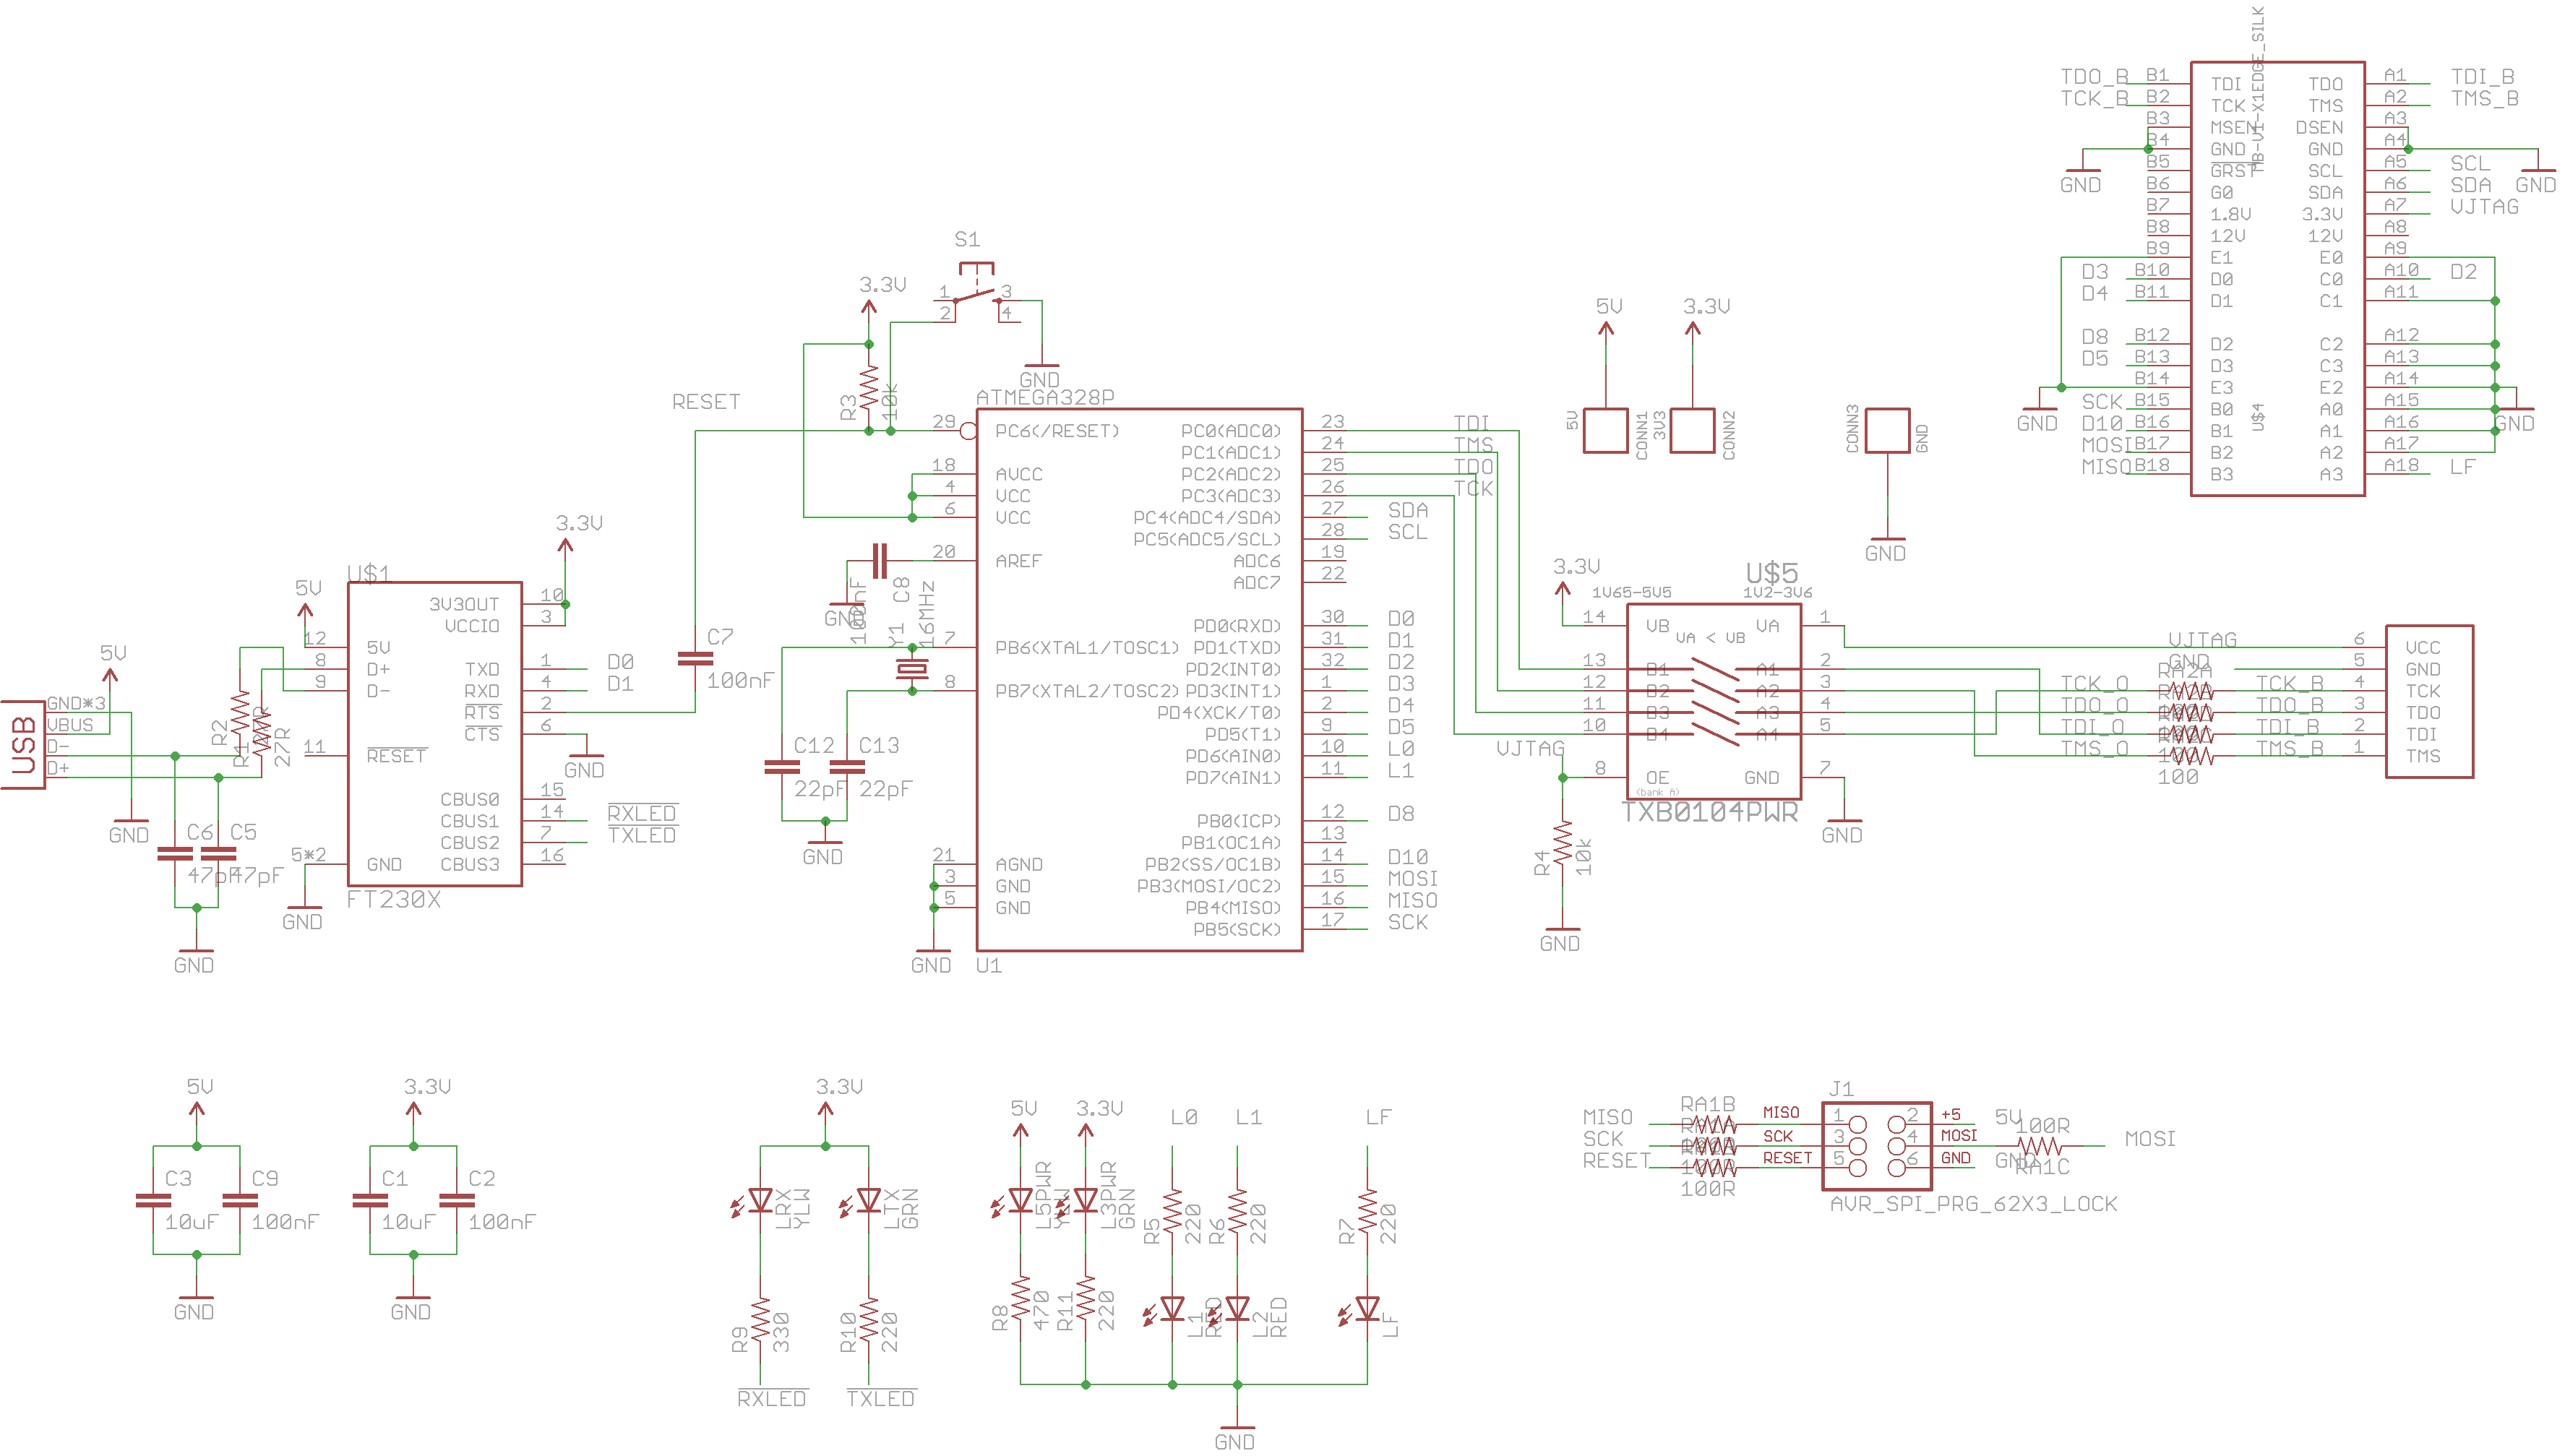 USB
GND*3
VBUS
D-
D+
5V
GND
C6
C5
47pF
47pF
GND
R2
R1
27R
5V
U$1
12 5V
8 D+
9 D-
11 RESET
5*2 GND
3V3OUT 10
VCCIO 3
TXD 1 D0
RXD 4 D1
RTS 2
CTS 6
CBUS0 15
CBUS1 14 RXLED
CBUS2 7 TXLED
CBUS3 16
FT230X
GND
GND
3.3V
C7
100nF
RESET
3.3V
R3
10k
S1
1
2
3
4
GND
ATMEGA328P
29 PC6(/RESET)
18 AVCC
4 VCC
6 VCC
20 AREF
7 PB6(XTAL1/TOSC1)
8 PB7(XTAL2/TOSC2)
21 AGND
3 GND
5 GND
GND
U1
C8
100nF
GND
Y1
16MHz
C12
22pF
C13
22pF
GND
PC0(ADC0) 23 TDI
PC1(ADC1) 24 TMS
PC2(ADC2) 25 TDO
PC3(ADC3) 26 TCK
PC4(ADC4/SDA) 27 SDA
PC5(ADC5/SCL) 28 SCL
ADC6 19
ADC7 22
PD0(RXD) 30 D0
PD1(TXD) 31 D1
PD2(INT0) 32 D2
PD3(INT1) 1 D3
PD4(XCK/T0) 2 D4
PD5(T1) 9 D5
PD6(AIN0) 10 L0
PD7(AIN1) 11 L1
PB0(ICP) 12 D8
PB1(OC1A) 13
PB2(SS/OC1B) 14 D10
PB3(MOSI/OC2) 15 MOSI
PB4(MISO) 16 MISO
PB5(SCK) 17 SCK
5V
5V
CONN1
3.3V
3V3
CONN2
CONN3
GND
GND
3.3V
U$5
1V65-5V5
1V2-3V6
14 VB
VA 1
VA < VB
13 B1 A1 2
12 B2 A2 3
11 B3 A3 4
10 B4 A4 5
8 OE
(bank A)
GND 7
TXB0104PWR
VJTAG
R4
10k
GND
GND
VJTAG
GND
TCK_O
TDO_O
TDI_O
TMS_O
RA2A
RA2B
100
TCK_B
TDO_B
TDI_B
TMS_B
6 VCC
5 GND
4 TCK
3 TDO
2 TDI
1 TMS
MB-V1-X1EDGE_SILK
U$4
TDO_B B1 TDI
TCK_B B2 TCK
B3 MSEN
B4 GND
B5 GRST
B6 G0
B7 1.8V
B8 12V
B9 E1
D3 B10 D0
D4 B11 D1
D8 B12 D2
D5 B13 D3
B14 E3
SCK B15 B0
D10 B16 B1
MOSI B17 B2
MISO B18 B3
GND
GND
TDO A1 TDI_B
TMS A2 TMS_B
DSEN A3
GND A4
SCL A5 SCL
SDA A6 SDA
3.3V A7 VJTAG
12V A8
E0 A9
C0 A10 D2
C1 A11
C2 A12
C3 A13
E2 A14
A0 A15
A1 A16
A2 A17
A3 A18 LF
GND
GND
5V
C3
10uF
C9
100nF
GND
3.3V
C1
10uF
C2
100nF
GND
3.3V
LRX
YLW
LTX
GRN
R9
330
R10
220
RXLED
TXLED
5V
3.3V
L0
L1
LF
L5PWR
YLW
L3PWR
GRN
R5
220
R6
220
R7
220
R8
470
R11
220
L1
RED
L2
RED
LF
GND
J1
MISO
SCK
RESET
RA1B
RA1A
100R
100R
MISO 1 2 +5
SCK 3 4 MOSI
RESET 5 6 GND
5V
GND
100R
RA1C
MOSI
AVR_SPI_PRG_62X3_LOCK